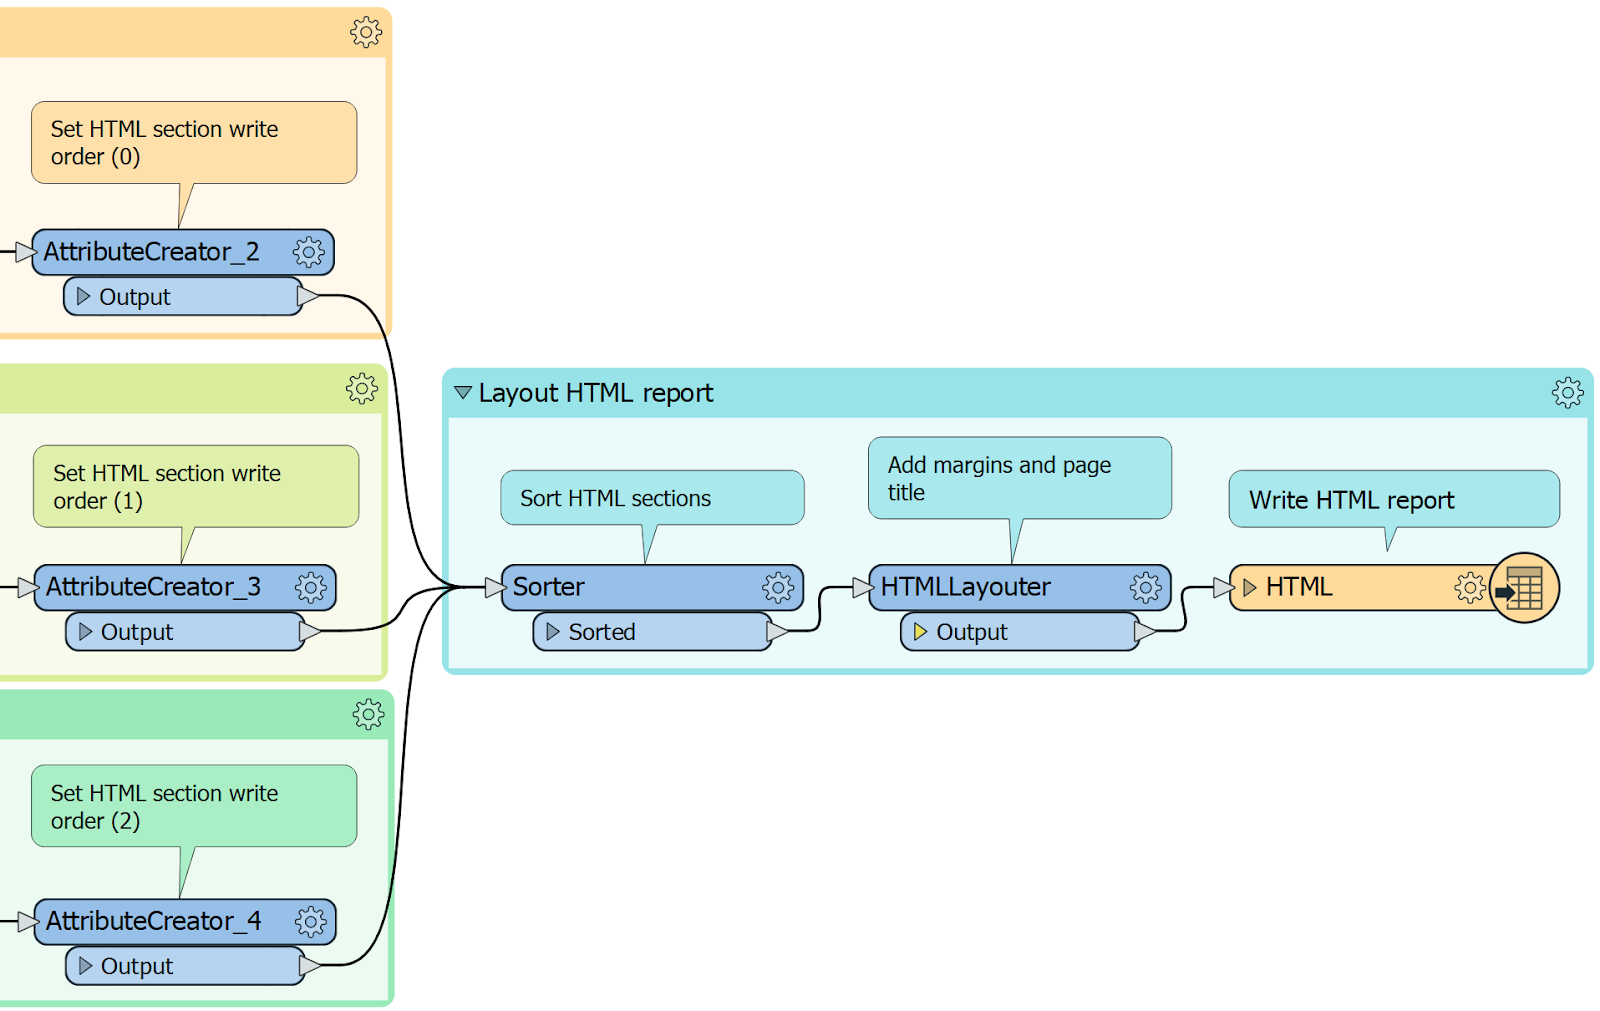 Set HTML section write
order (0)
AttributeCreator_2
Output
Set HTML section write
order (1)
AttributeCreator_3
Output
Set HTML section write
order (2)
AttributeCreator_4
Output
Layout HTML report
Sort HTML sections
Sorter
Sorted
Add margins and page
title
HTMLLayouter
Output
Write HTML report
HTML